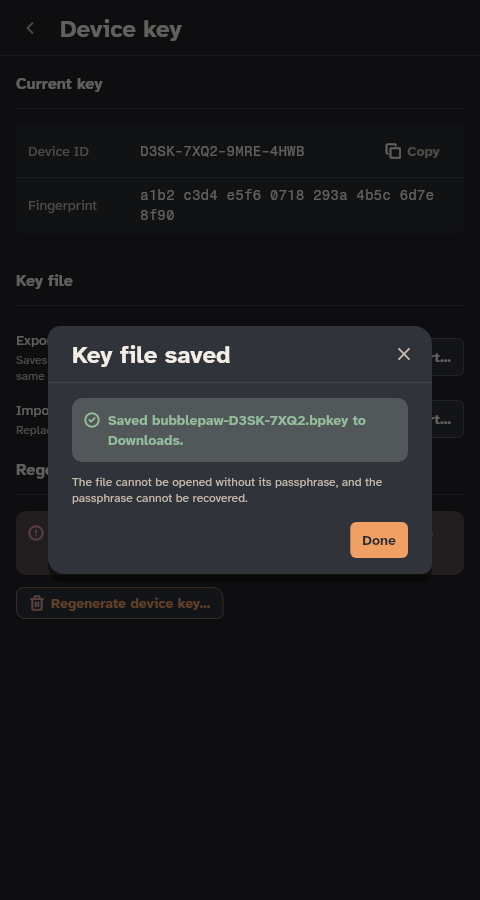 Device key
Current key
Device ID
D3SK-7XQ2-9MRE-4HWB
Copy
Fingerprint
a1b2 c3d4 e5f6 0718 293a 4b5c 6d7e
8f90
Key file
Saves
same
Key file saved
Saved bubblepaw-D3SK-7XQ2.bpkey to
Downloads.
The file cannot be opened without its passphrase, and the
passphrase cannot be recovered.
Done
Regenerate device key...